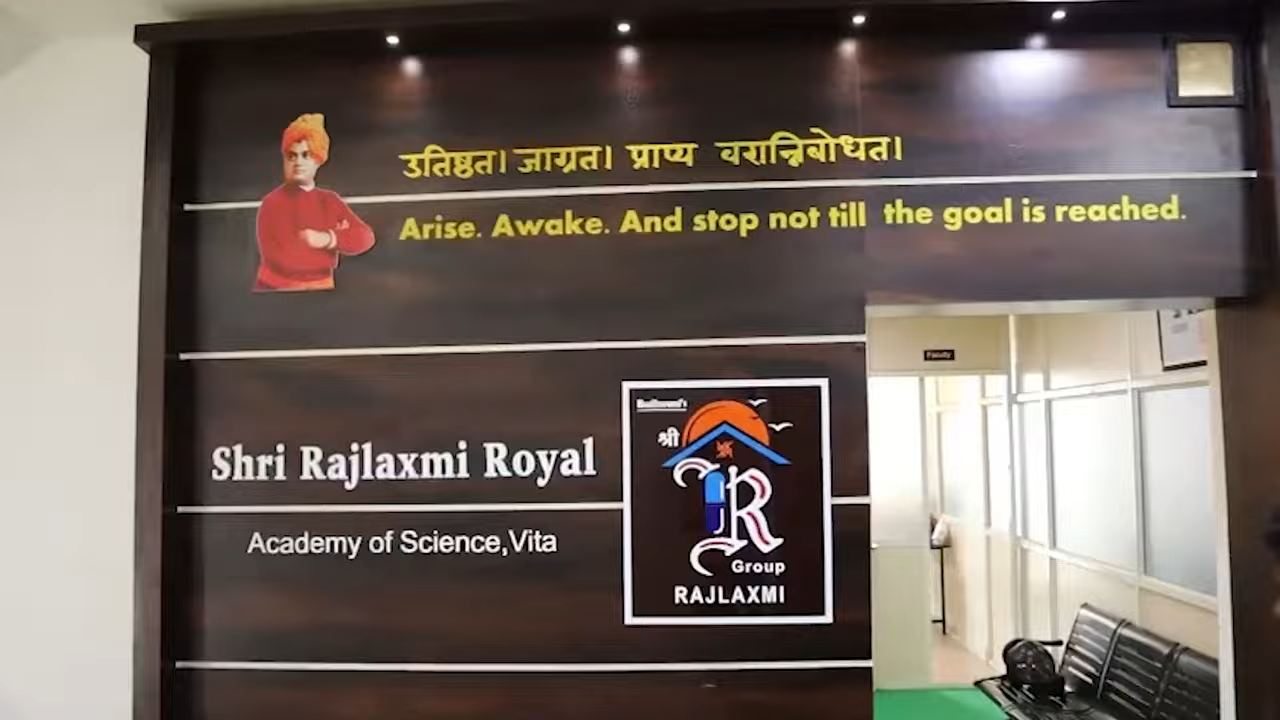 उतिष्ठत। जाग्रत। प्राप्य वरान्निबोधत।
Arise. Awake. And stop not till the goal is reached.
Shri Rajlaxmi Royal
Academy of Science,Vita
श्री
R
Group
RAJLAXMI
Faculty